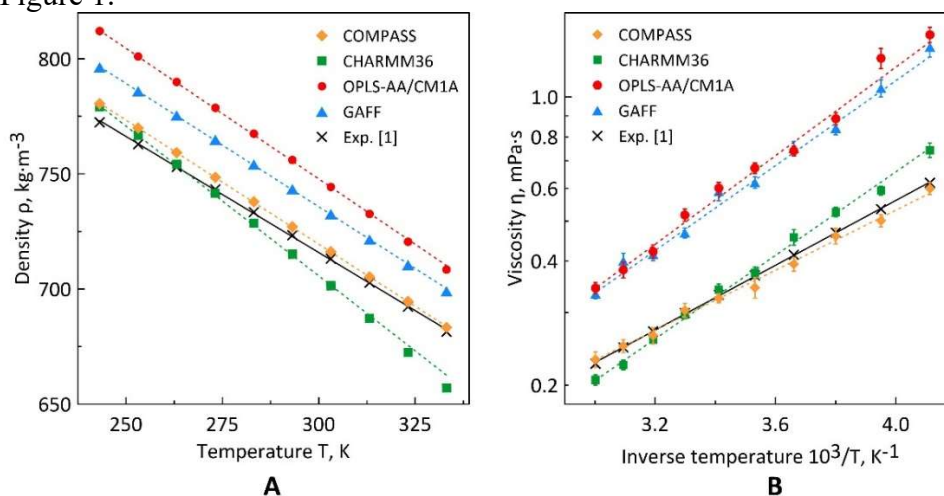 Figure 1.
COMPASS
CHARMM36
OPLS-AA/CM1A
GAFF
Exp. [1]
Density ρ, kg·m-3
800
750
700
650
250
275
300
325
Temperature T, K
A
COMPASS
CHARMM36
OPLS-AA/CM1A
GAFF
Exp. [1]
Viscosity η, mPa·s
1.0
0.8
0.6
0.4
0.2
3.2
3.6
4.0
Inverse temperature 10³/T, K-1
B